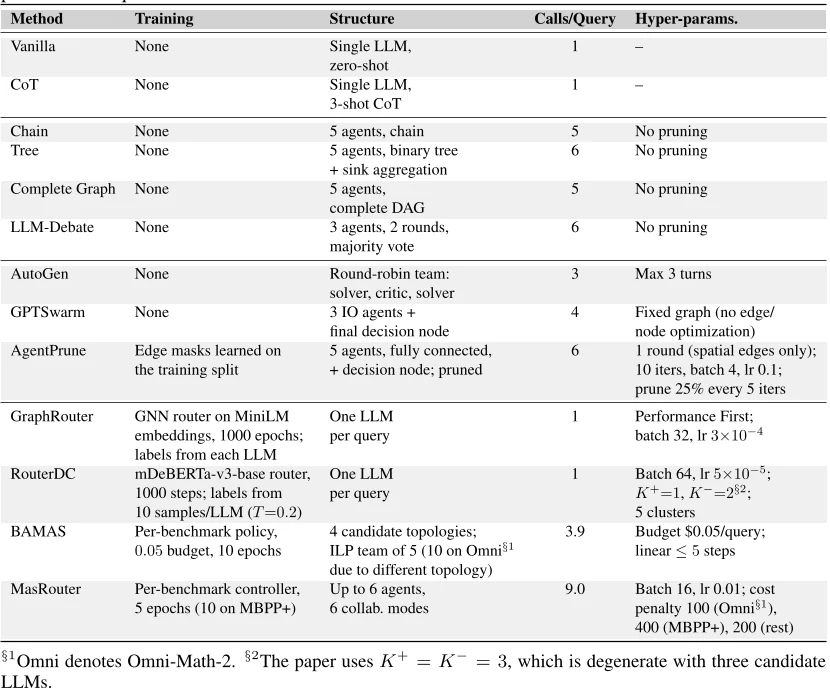 Method Training Structure Calls/Query Hyper-params.
Vanilla None Single LLM, 1 –
zero-shot
CoT None Single LLM, 1 –
3-shot CoT
Chain None 5 agents, chain 5 No pruning
Tree None 5 agents, binary tree 6 No pruning
+ sink aggregation
Complete Graph None 5 agents, 5 No pruning
complete DAG
LLM-Debate None 3 agents, 2 rounds, 6 No pruning
majority vote
AutoGen None Round-robin team: 3 Max 3 turns
solver, critic, solver
GPTSwarm None 3 IO agents + 4 Fixed graph (no edge/
final decision node node optimization)
AgentPrune Edge masks learned on 5 agents, fully connected, 6 1 round (spatial edges only);
the training split + decision node; pruned 10 iters, batch 4, lr 0.1;
prune 25% every 5 iters
GraphRouter GNN router on MiniLM One LLM 1 Performance First;
embeddings, 1000 epochs; per query batch 32, lr 3×10⁻⁴
labels from each LLM
RouterDC mDeBERTa-v3-base router, One LLM 1 Batch 64, lr 5×10⁻⁵;
1000 steps; labels from per query K⁺=1, K⁻=2§²;
10 samples/LLM (T=0.2) 5 clusters
BAMAS Per-benchmark policy, 4 candidate topologies; 3.9 Budget $0.05/query;
0.05 budget, 10 epochs ILP team of 5 (10 on Omni§¹ linear ≤ 5 steps
due to different topology)
MasRouter Per-benchmark controller, Up to 6 agents, 9.0 Batch 16, lr 0.01; cost
5 epochs (10 on MBPP+) 6 collab. modes penalty 100 (Omni§¹),
400 (MBPP+), 200 (rest)
§¹Omni denotes Omni-Math-2. §²The paper uses K⁺ = K⁻ = 3, which is degenerate with three candidate
LLMs.